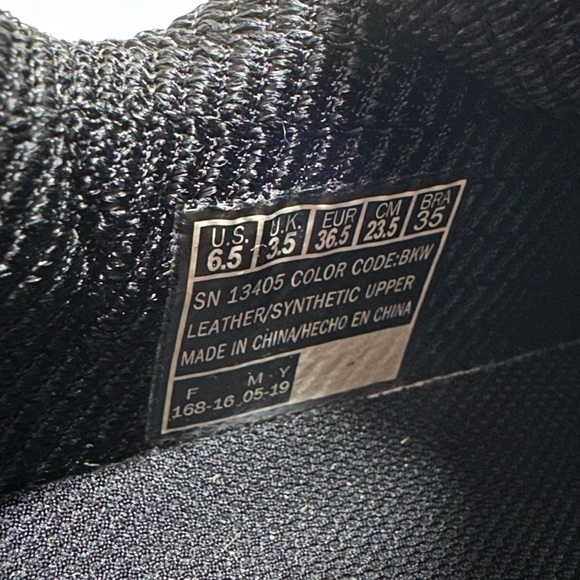 U.S. U.K. EUR CM BRA
6.5 3.5 36.5 23.5 35
SN 13405 COLOR CODE:BKW
LEATHER/SYNTHETIC UPPER
MADE IN CHINA/HECHO EN CHINA
F M - Y
168-16 05-19